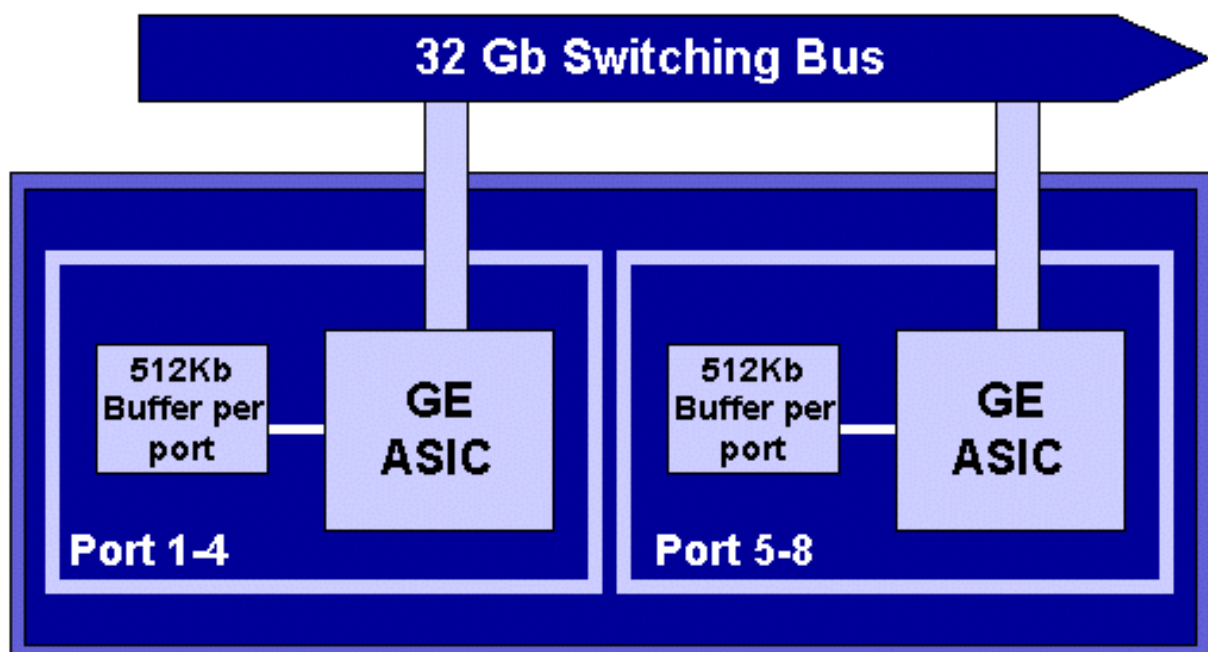 32 Gb Switching Bus
512Kb
Buffer per
port
GE
ASIC
Port 1-4
512Kb
Buffer per
port
GE
ASIC
Port 5-8